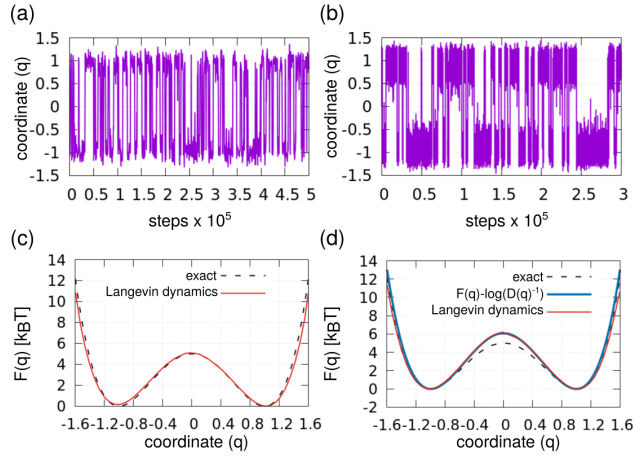 (a)
1.5
1
0.5
0
-0.5
-1
-1.5
coordinate (q)
0 0.5 1 1.5 2 2.5 3 3.5 4 4.5 5
steps x 10⁵
(b)
1.5
1
0.5
0
-0.5
-1
-1.5
coordinate (q)
0 0.5 1 1.5 2 2.5 3
steps x 10⁵
(c)
14
12
10
8
6
4
2
0
F(q) [kBT]
exact
Langevin dynamics
-1.6 -1.2 -0.8 -0.4 0 0.4 0.8 1.2 1.6
coordinate (q)
(d)
14
12
10
8
6
4
2
0
-2
F(q) [kBT]
exact
F(q)-log(D(q)⁻¹)
Langevin dynamics
-1.6 -1.2 -0.8 -0.4 0 0.4 0.8 1.2 1.6
coordinate (q)